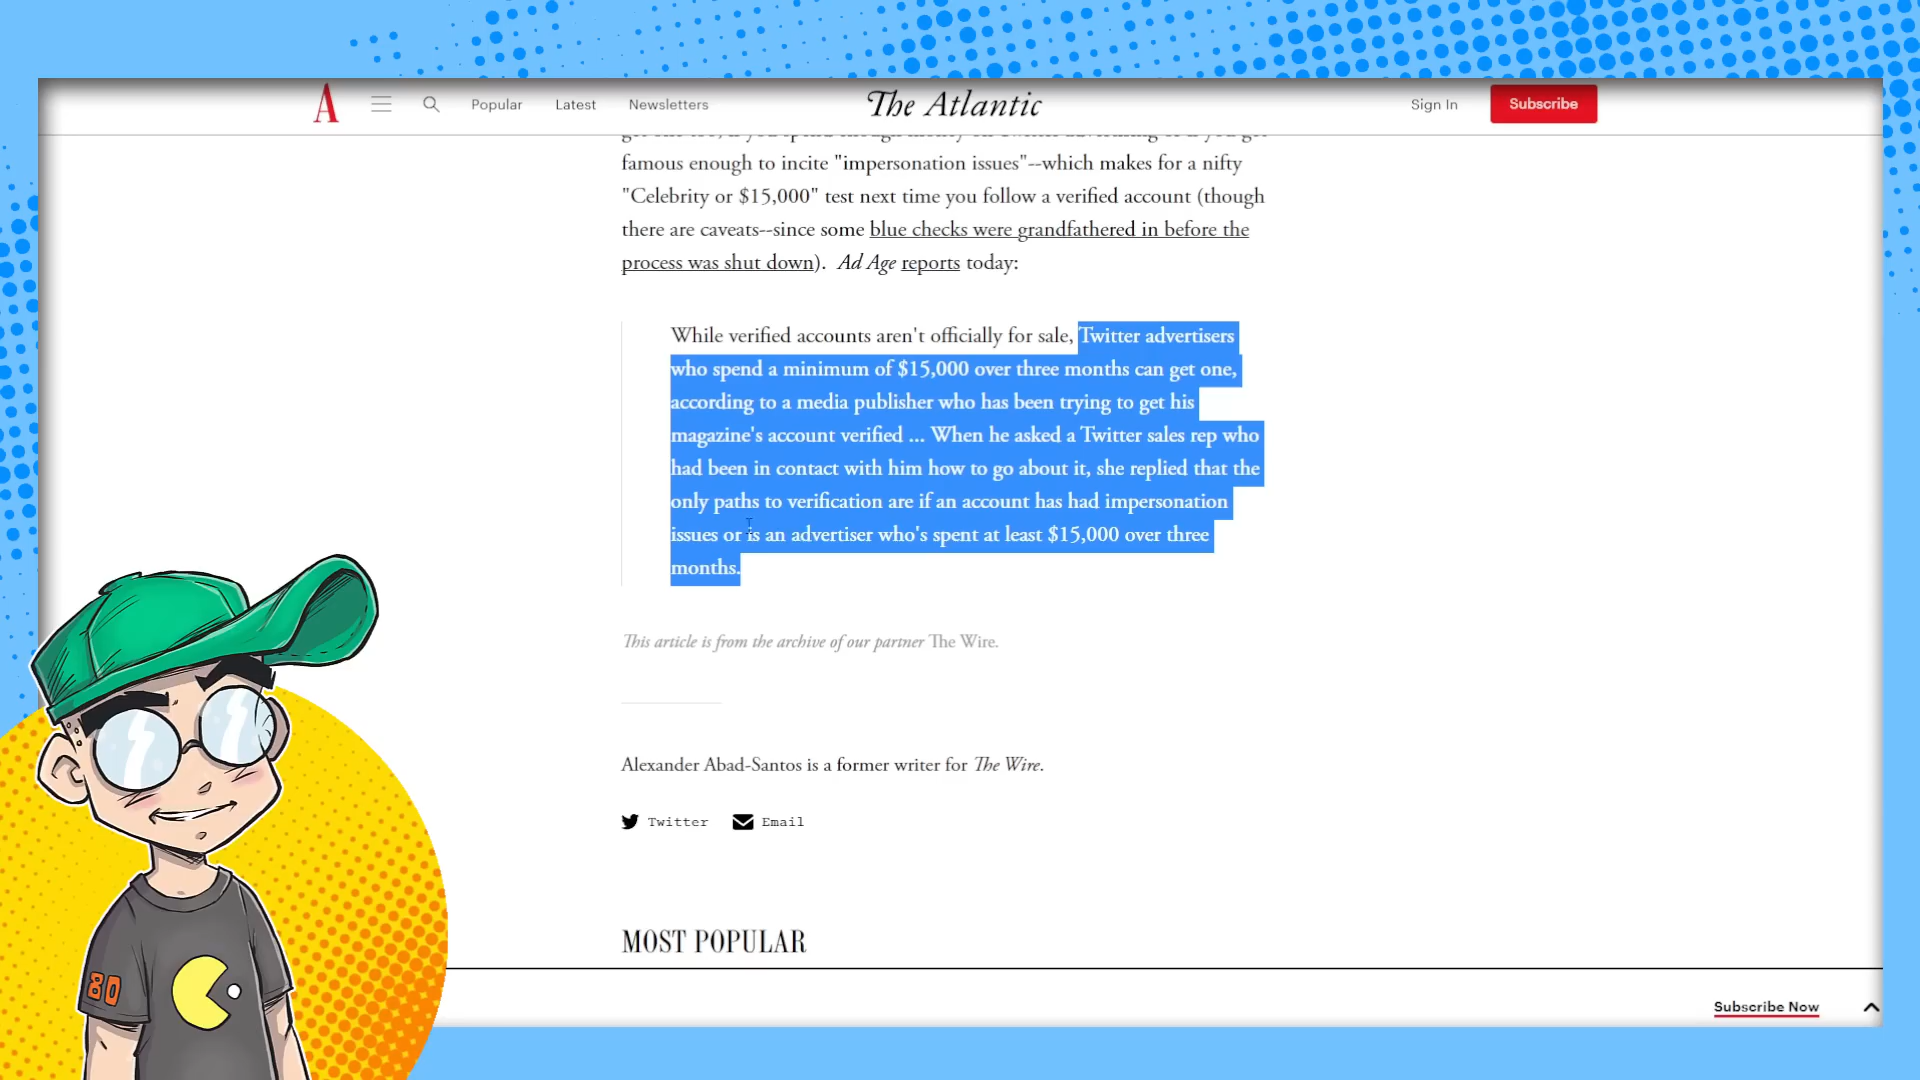 A
Popular
Latest
Newsletters
The Atlantic
Sign In
Subscribe
famous enough to incite "impersonation issues"--which makes for a nifty
"Celebrity or $15,000" test next time you follow a verified account (though
there are caveats--since some blue checks were grandfathered in before the
process was shut down). Ad Age reports today:
While verified accounts aren't officially for sale, Twitter advertisers
who spend a minimum of $15,000 over three months can get one,
according to a media publisher who has been trying to get his
magazine's account verified ... When he asked a Twitter sales rep who
had been in contact with him how to go about it, she replied that the
only paths to verification are if an account has had impersonation
issues or is an advertiser who's spent at least $15,000 over three
months.
This article is from the archive of our partner The Wire.
Alexander Abad-Santos is a former writer for The Wire.
Twitter
Email
MOST POPULAR
80
Subscribe Now